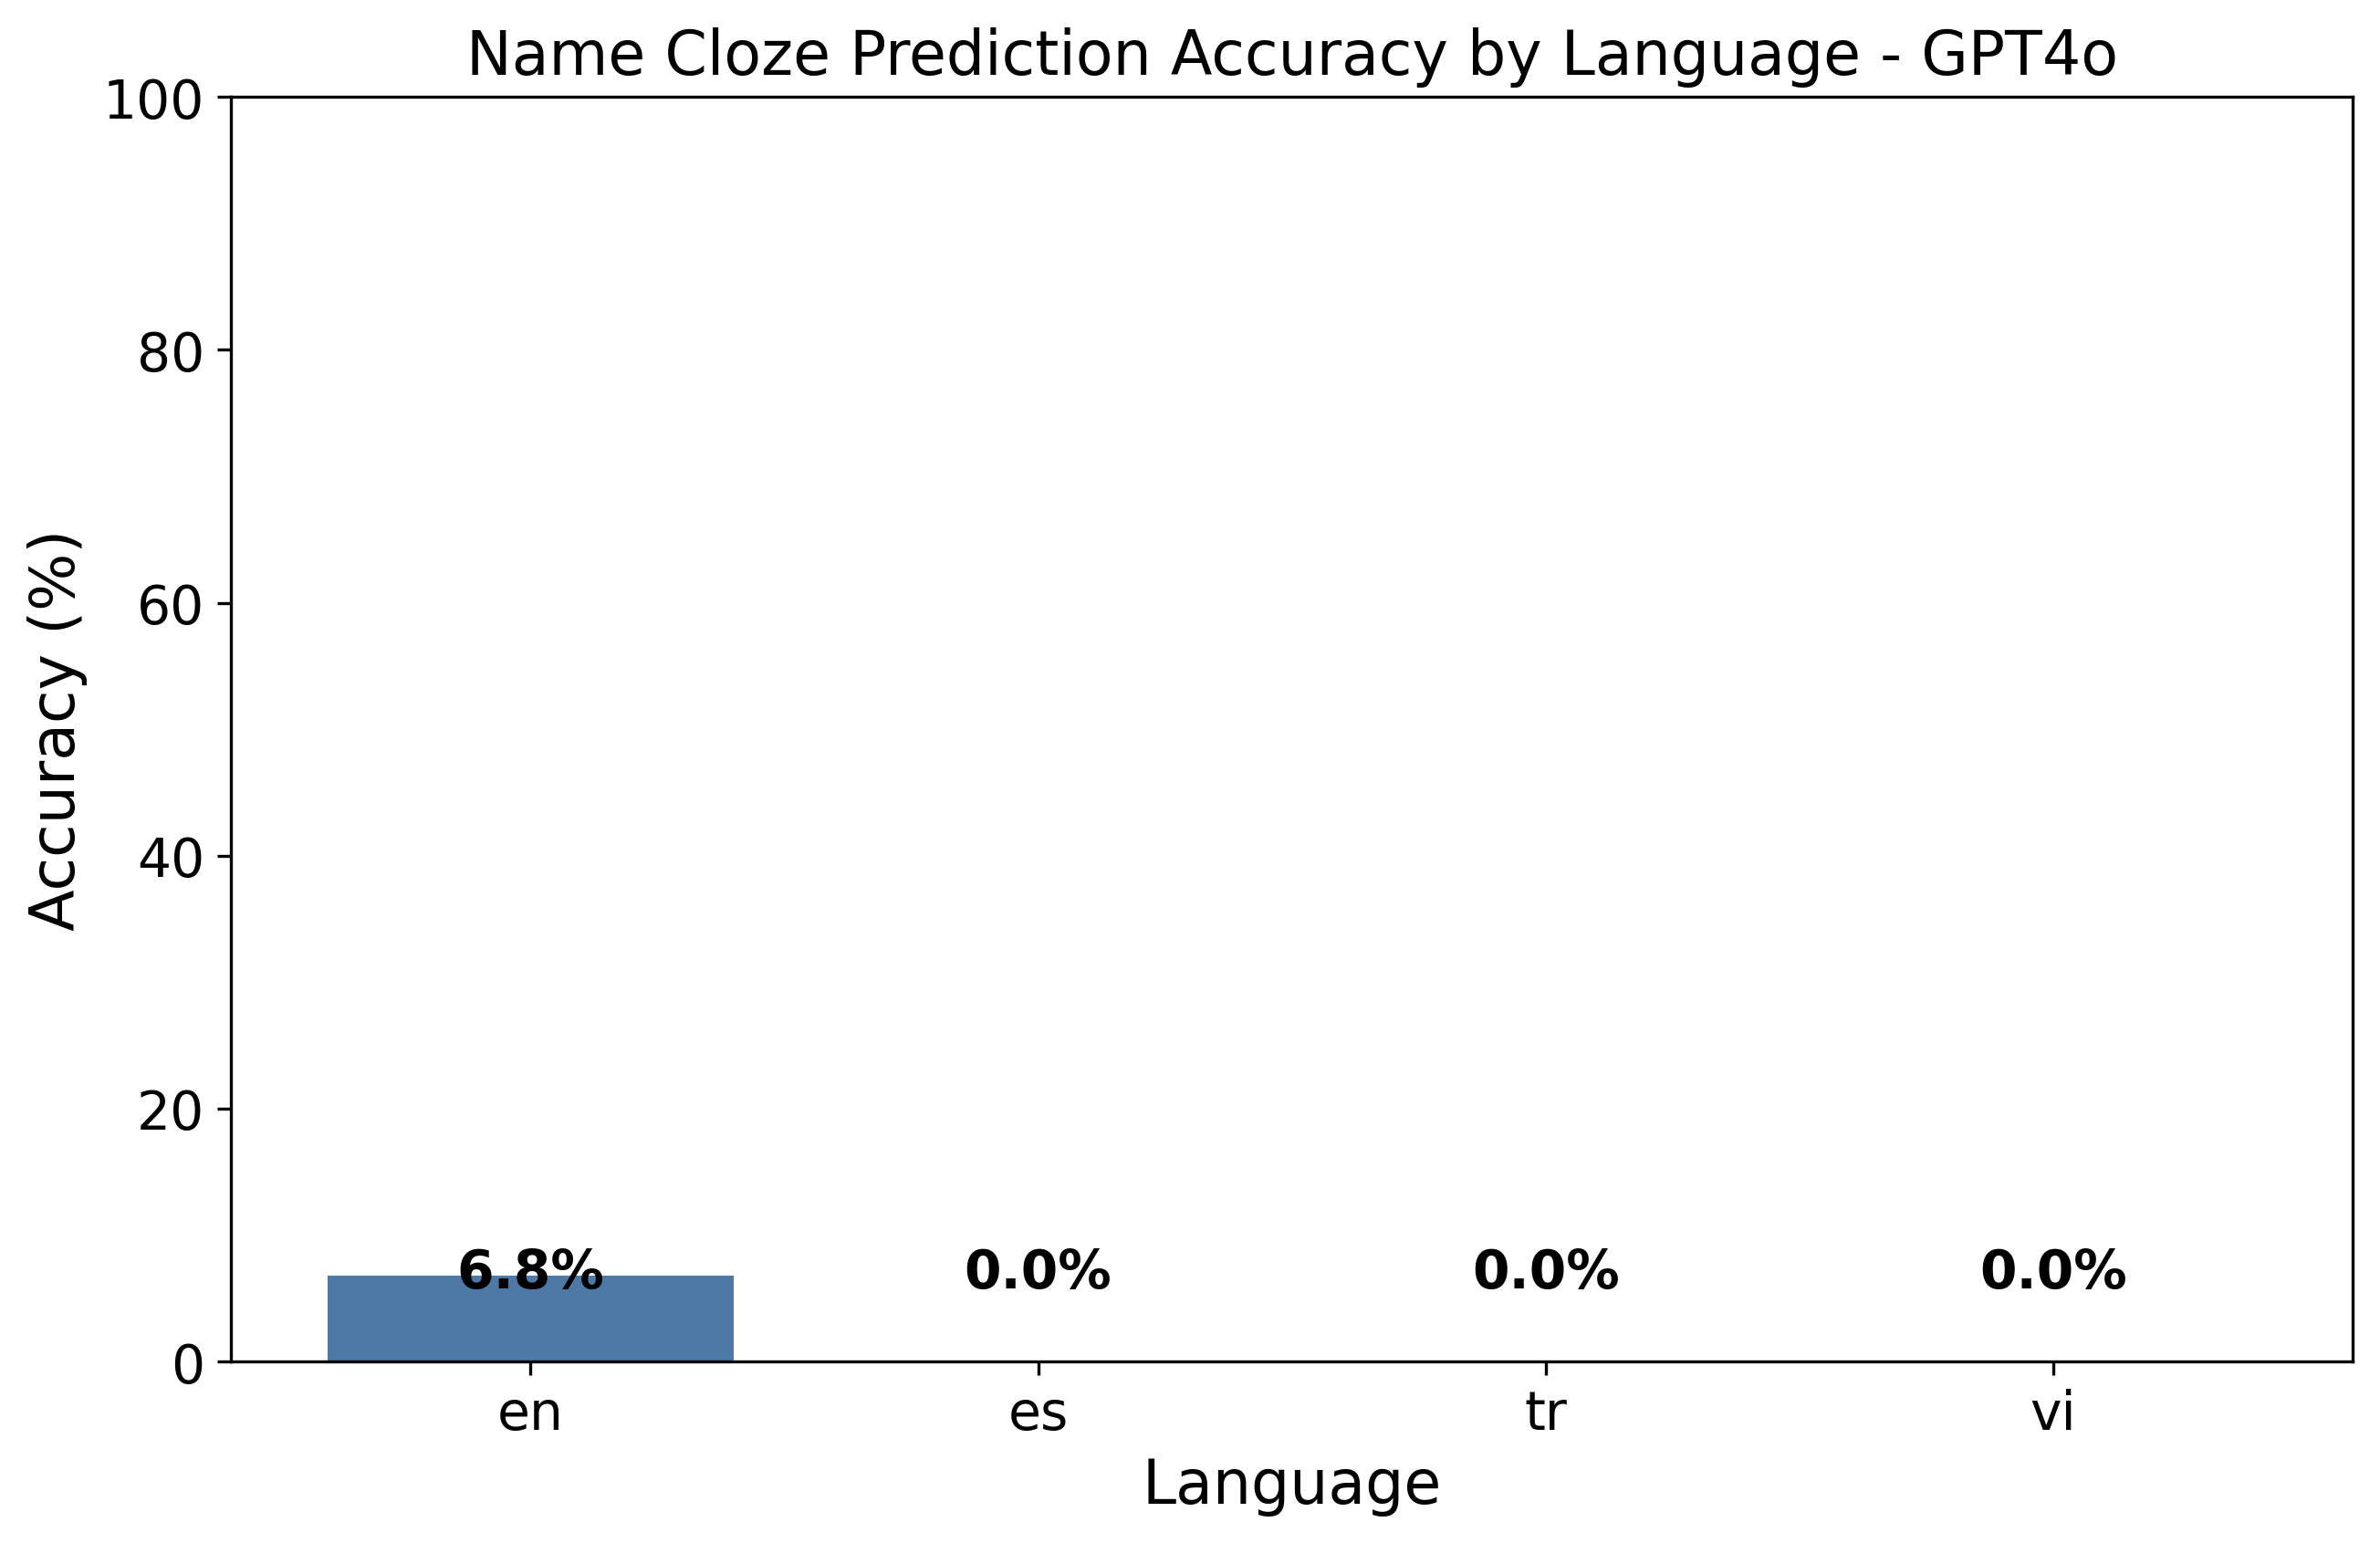 Name Cloze Prediction Accuracy by Language - GPT4o
Accuracy (%)
100
80
60
40
20
0
6.8%
0.0%
0.0%
0.0%
en
es
tr
vi
Language